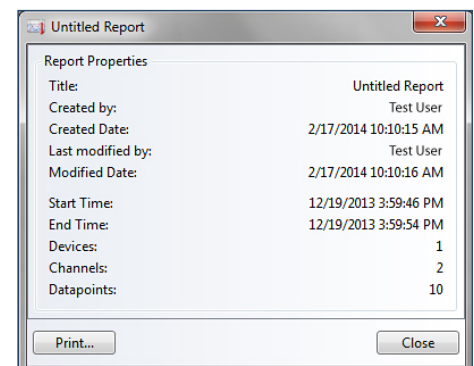 Untitled Report
Report Properties
Title: Untitled Report
Created by: Test User
Created Date: 2/17/2014 10:10:15 AM
Last modified by: Test User
Modified Date: 2/17/2014 10:10:16 AM
Start Time: 12/19/2013 3:59:46 PM
End Time: 12/19/2013 3:59:54 PM
Devices: 1
Channels: 2
Datapoints: 10
Print... Close